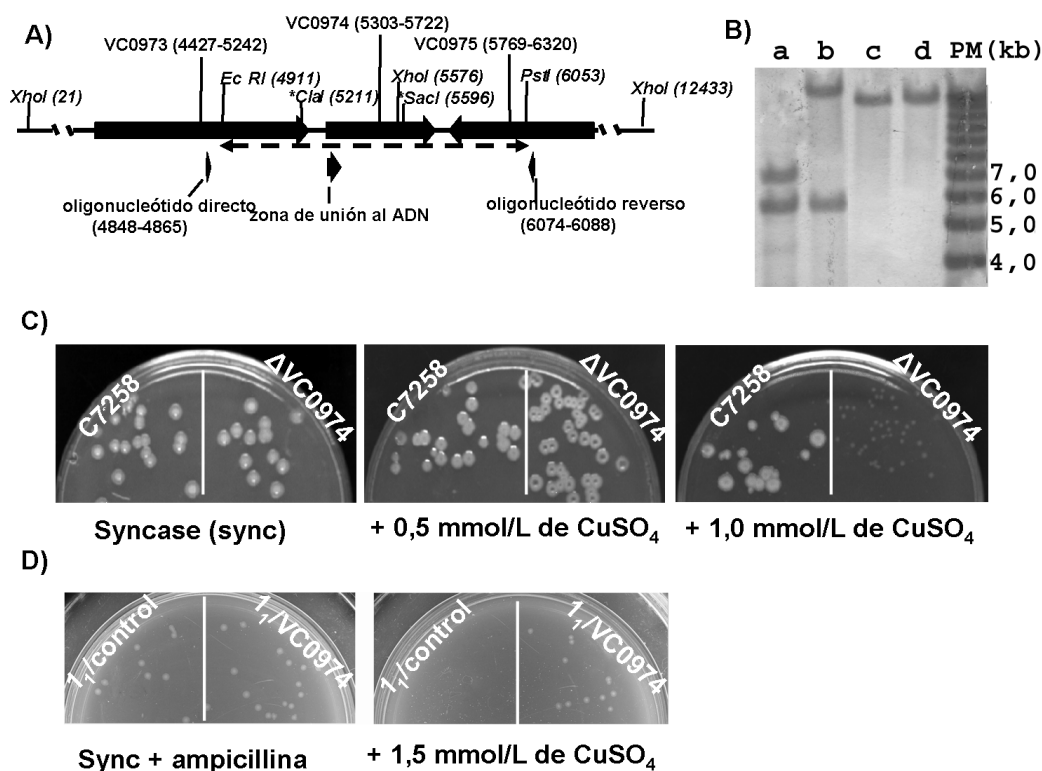 A)
VC0973 (4427-5242)
VC0974 (5303-5722)
VC0975 (5769-6320)
XhoI (21)
Ec RI (4911)
*ClaI (5211)
XhoI (5576)
*SacI (5596)
PstI (6053)
XhoI (12433)
oligonucleótido directo
(4848-4865)
zona de unión al ADN
oligonucleótido reverso
(6074-6088)
B)
a b c d PM(kb)
7,0
6,0
5,0
4,0
C)
C7258 ΔVC0974
C7258 ΔVC0974
C7258 ΔVC0974
Syncase (sync)
+ 0,5 mmol/L de CuSO4
+ 1,0 mmol/L de CuSO4
D)
11/control 11/VC0974
11/control 11/VC0974
Sync + ampicillina
+ 1,5 mmol/L de CuSO4